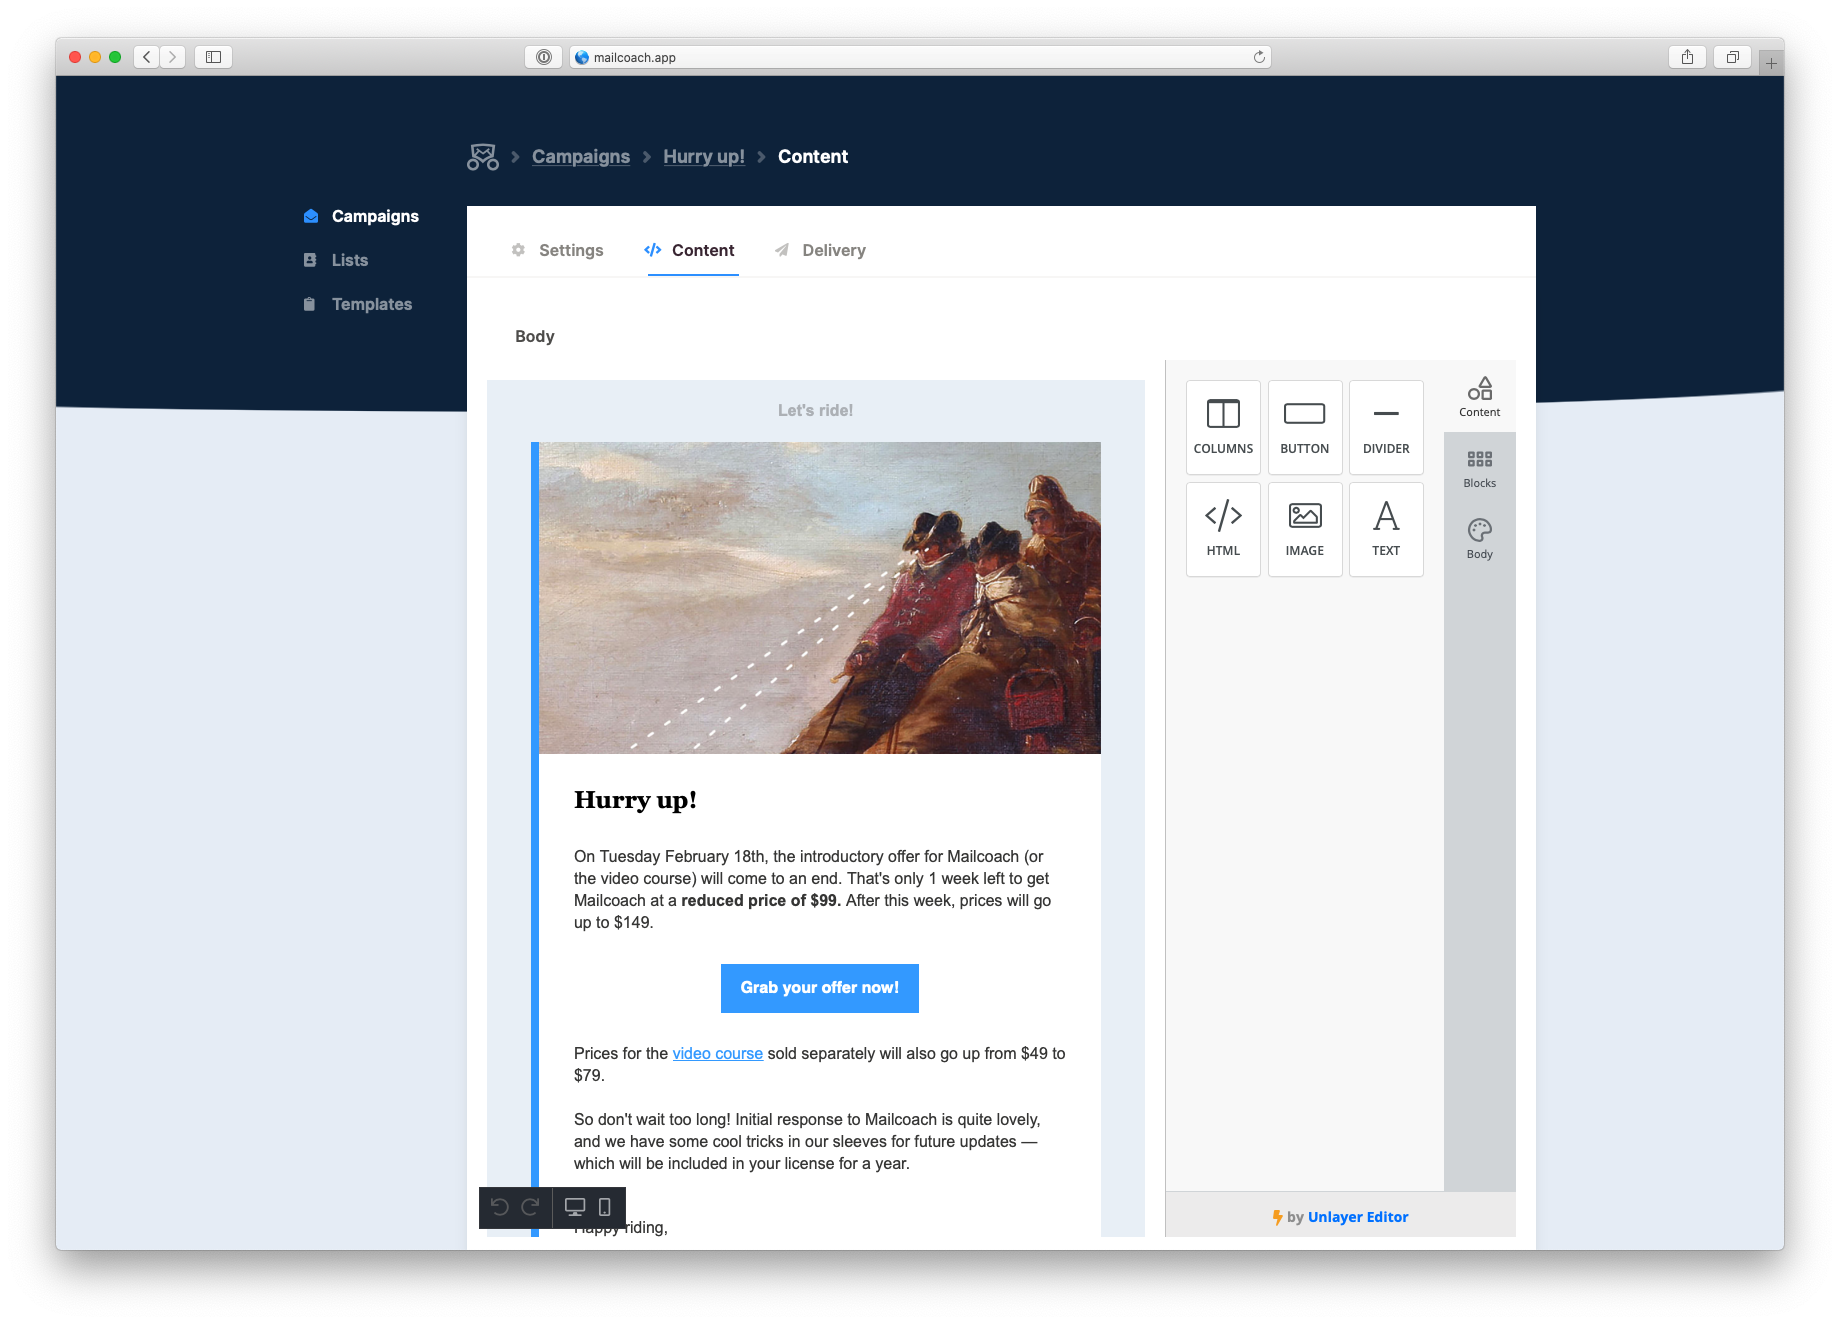 mailcoach.app
Campaigns
Hurry up!
Content
Campaigns
Lists
Templates
Settings
Content
Delivery
Body
Let's ride!
Hurry up!
On Tuesday February 18th, the introductory offer for Mailcoach (or
the video course) will come to an end. That's only 1 week left to get
Mailcoach at a reduced price of $99. After this week, prices will go
up to $149.
Grab your offer now!
Prices for the video course sold separately will also go up from $49 to
$79.
So don't wait too long! Initial response to Mailcoach is quite lovely,
and we have some cool tricks in our sleeves for future updates —
which will be included in your license for a year.
Happy riding,
COLUMNS
BUTTON
DIVIDER
HTML
IMAGE
TEXT
Content
Blocks
Body
by Unlayer Editor